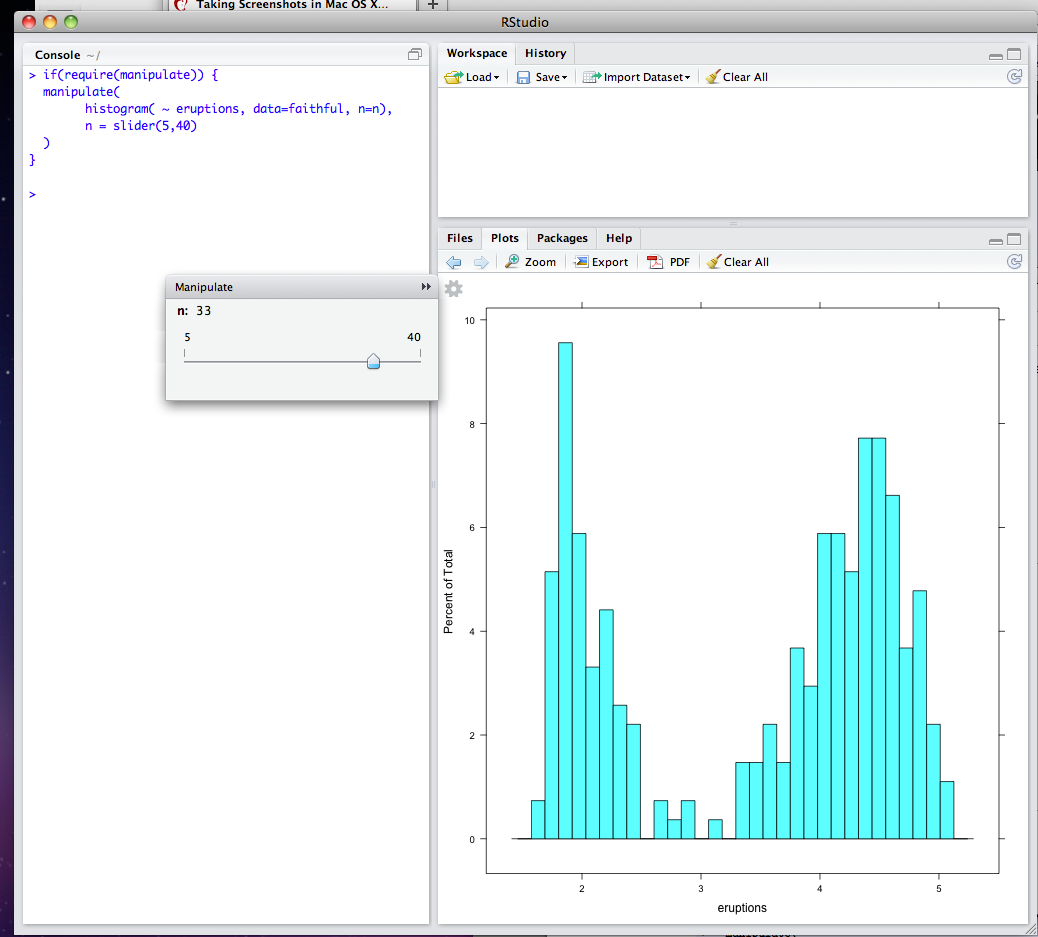 Taking Screenshots in Mac OS X...
RStudio
Console ~/
> if(require(manipulate)) {
manipulate(
histogram( ~ eruptions, data=faithful, n=n),
n = slider(5,40)
)
}
>
Manipulate
n: 33
5 40
Workspace History
Load Save Import Dataset Clear All
Files Plots Packages Help
Zoom Export PDF Clear All
10
8
6
4
2
0
Percent of Total
2 3 4 5
eruptions